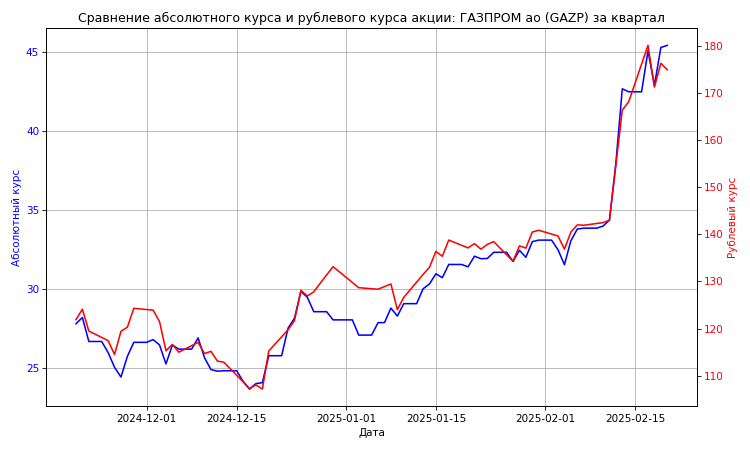 Сравнение абсолютного курса и рублевого курса акции: ГАЗПРОМ ао (GAZP) за квартал
45
40
35
30
25
Абсолютный курс
180
170
160
150
140
130
120
110
Рублевый курс
2024-12-01 2024-12-15 2025-01-01 2025-01-15 2025-02-01 2025-02-15
Дата